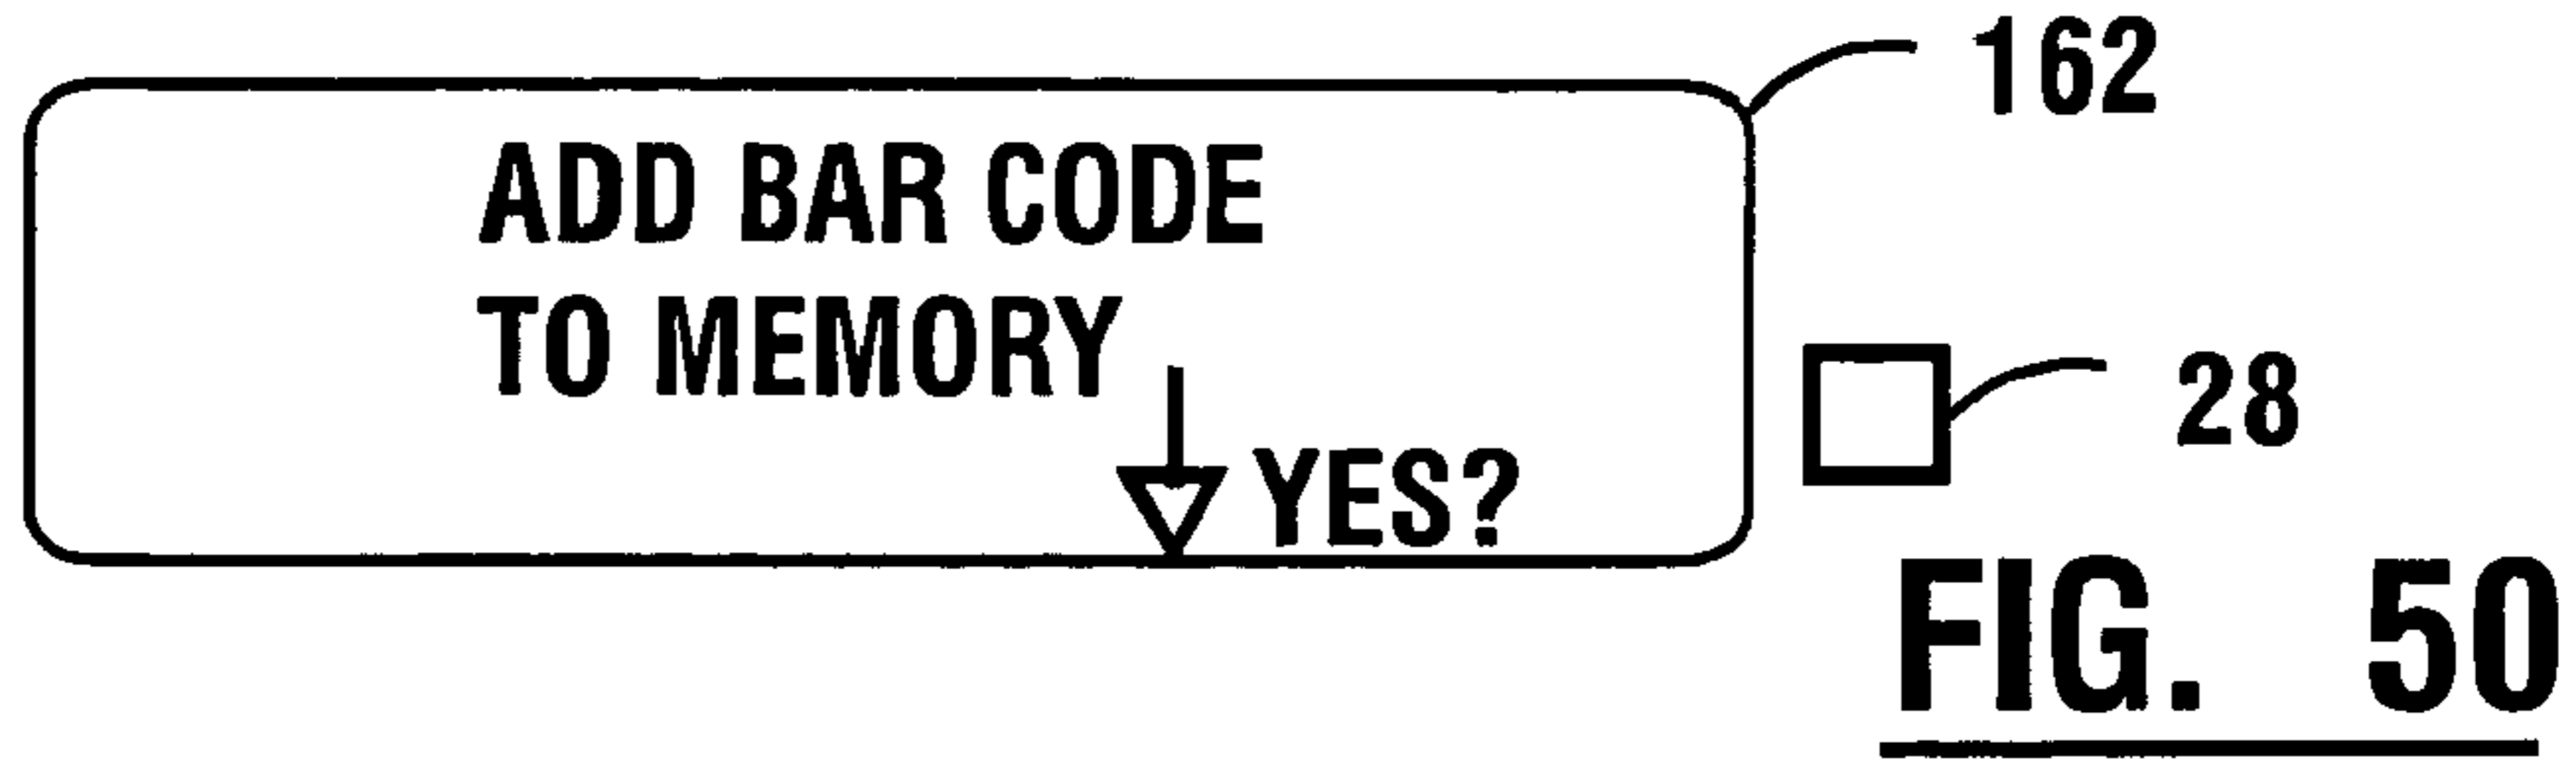 162
ADD BAR CODE
TO MEMORY
28
YES?
FIG. 50